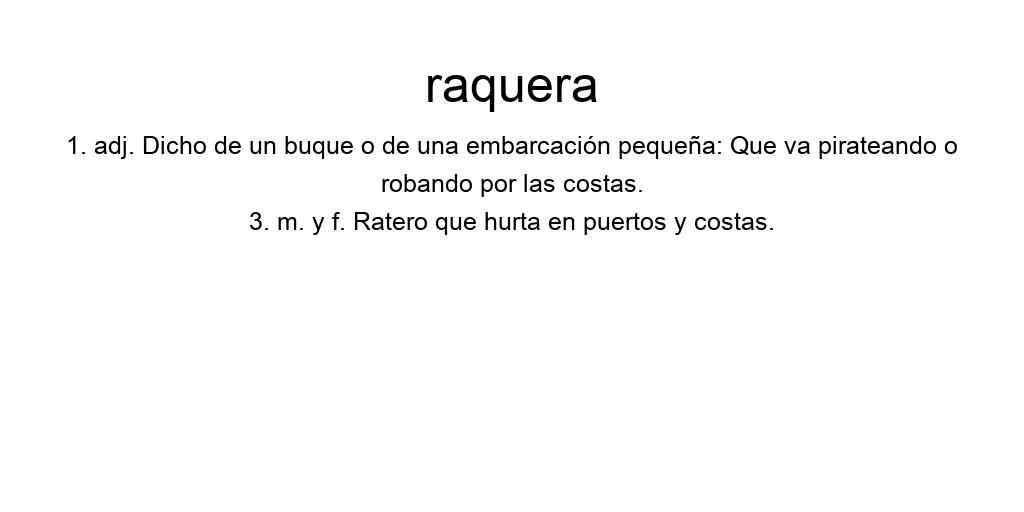 raquera
1. adj. Dicho de un buque o de una embarcación pequeña: Que va pirateando o
robando por las costas.
3. m. y f. Ratero que hurta en puertos y costas.